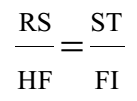 RS/HF = ST/FI